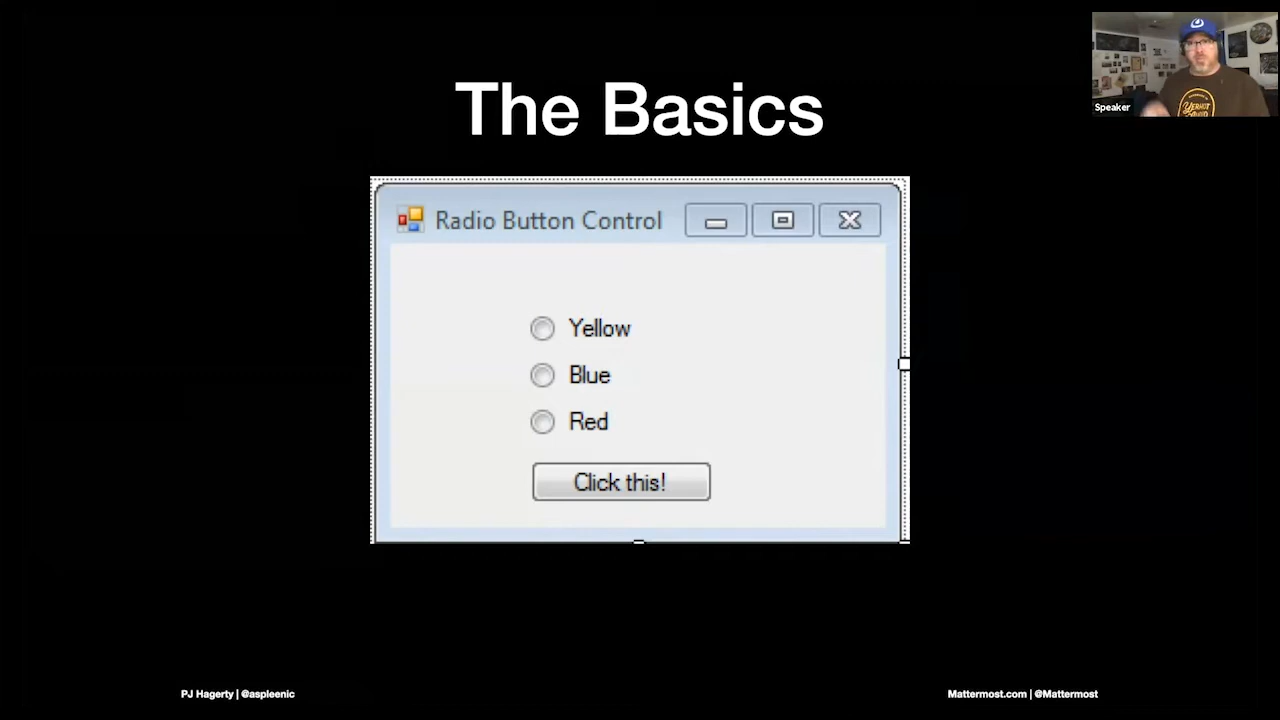 The Basics
Speaker
Radio Button Control
Yellow
Blue
Red
Click this!
PJ Hagerty | @aspleenic
Mattermost.com | @Mattermost